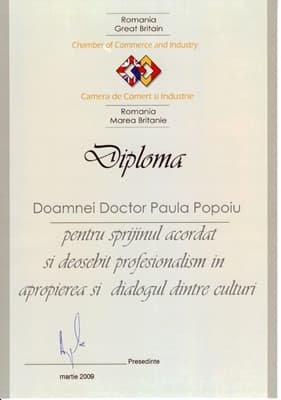 Romania
Great Britain
Chamber of Commerce and Industry
Camera de Comert si Industrie
Romania
Marea Britanie
Diploma
Doamnei Doctor Paula Popoiu
pentru sprijinul acordat
si deosebit profesionalism in
apropierea si dialogul dintre culturi
Presedinte
martie 2009